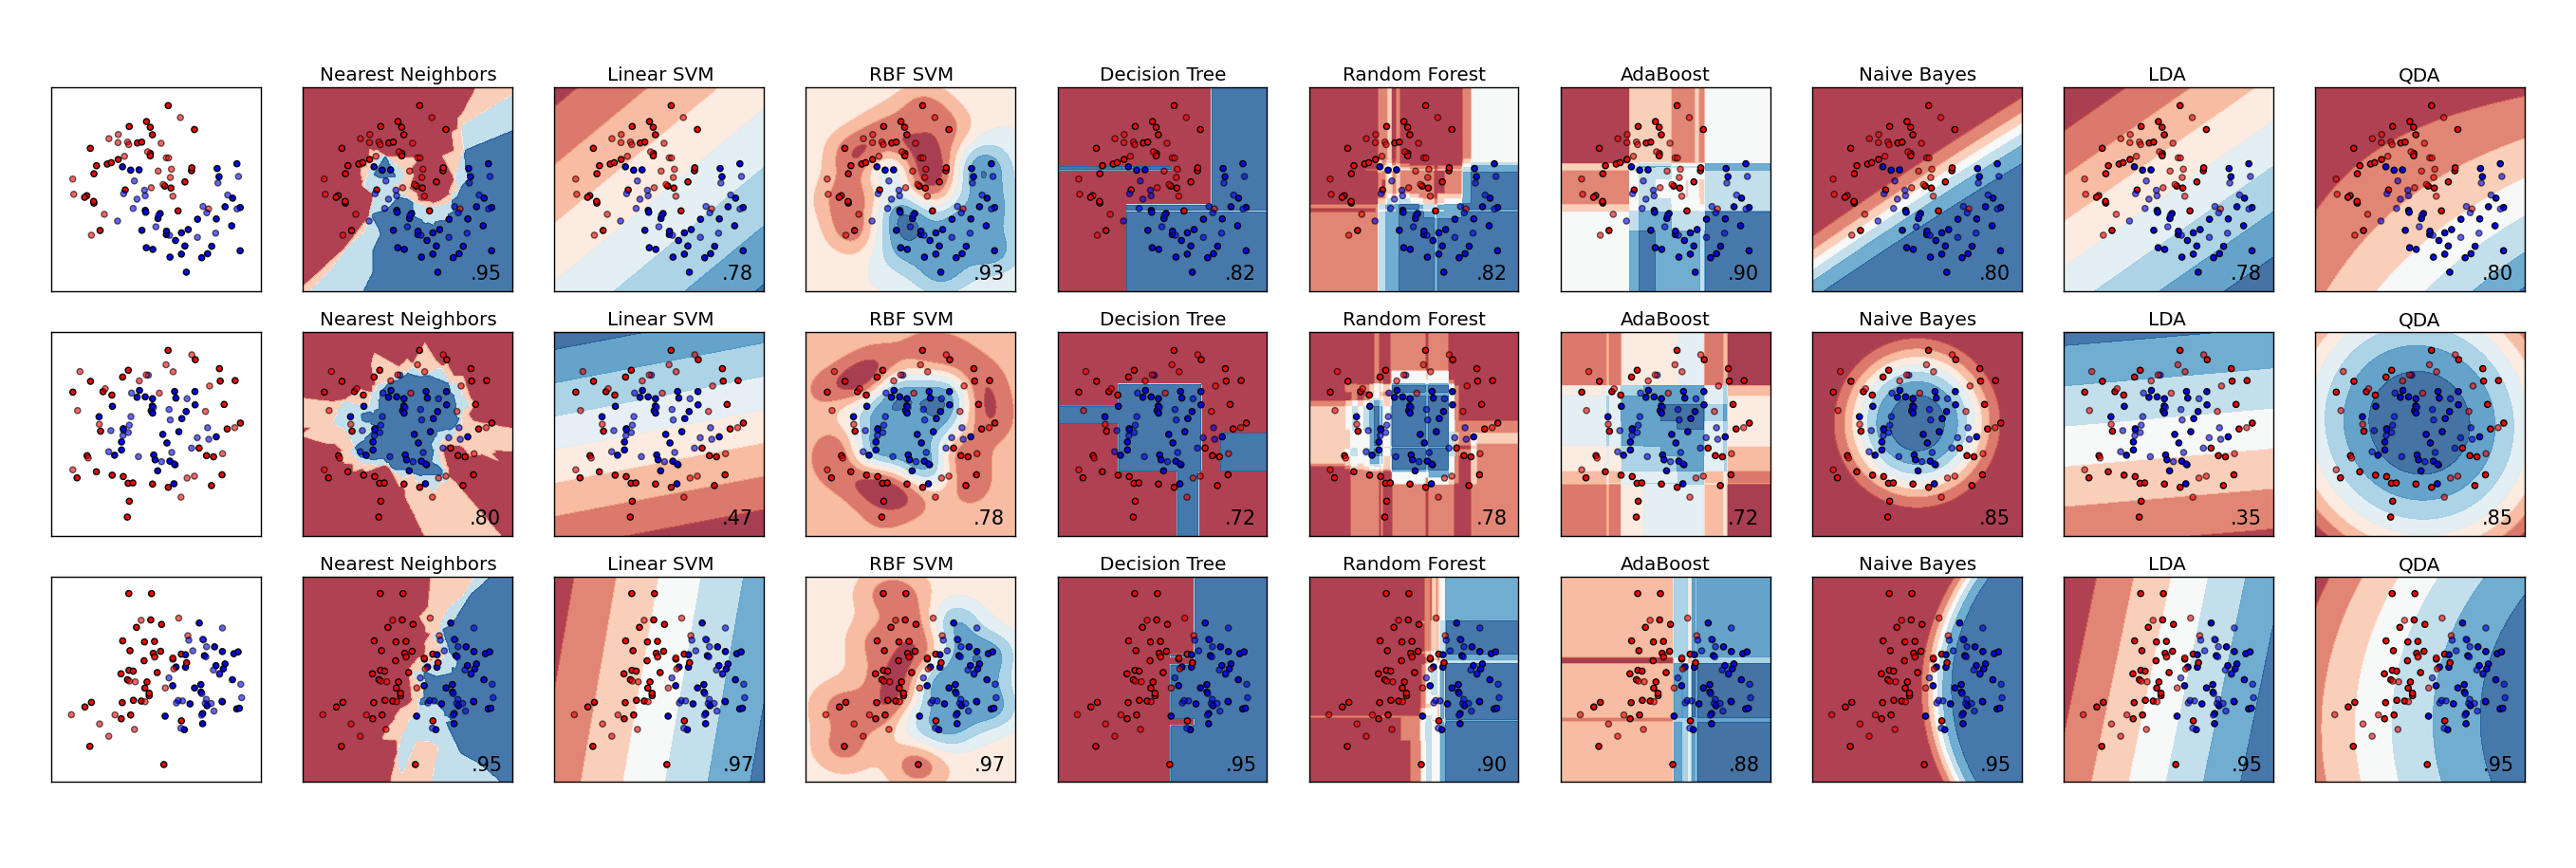 Nearest Neighbors Linear SVM RBF SVM Decision Tree Random Forest AdaBoost Naive Bayes LDA QDA
.95 .78 .93 .82 .82 .90 .80 .78 .80
Nearest Neighbors Linear SVM RBF SVM Decision Tree Random Forest AdaBoost Naive Bayes LDA QDA
.80 .47 .78 .72 .78 .72 .85 .35 .85
Nearest Neighbors Linear SVM RBF SVM Decision Tree Random Forest AdaBoost Naive Bayes LDA QDA
.95 .97 .97 .95 .90 .88 .95 .95 .95